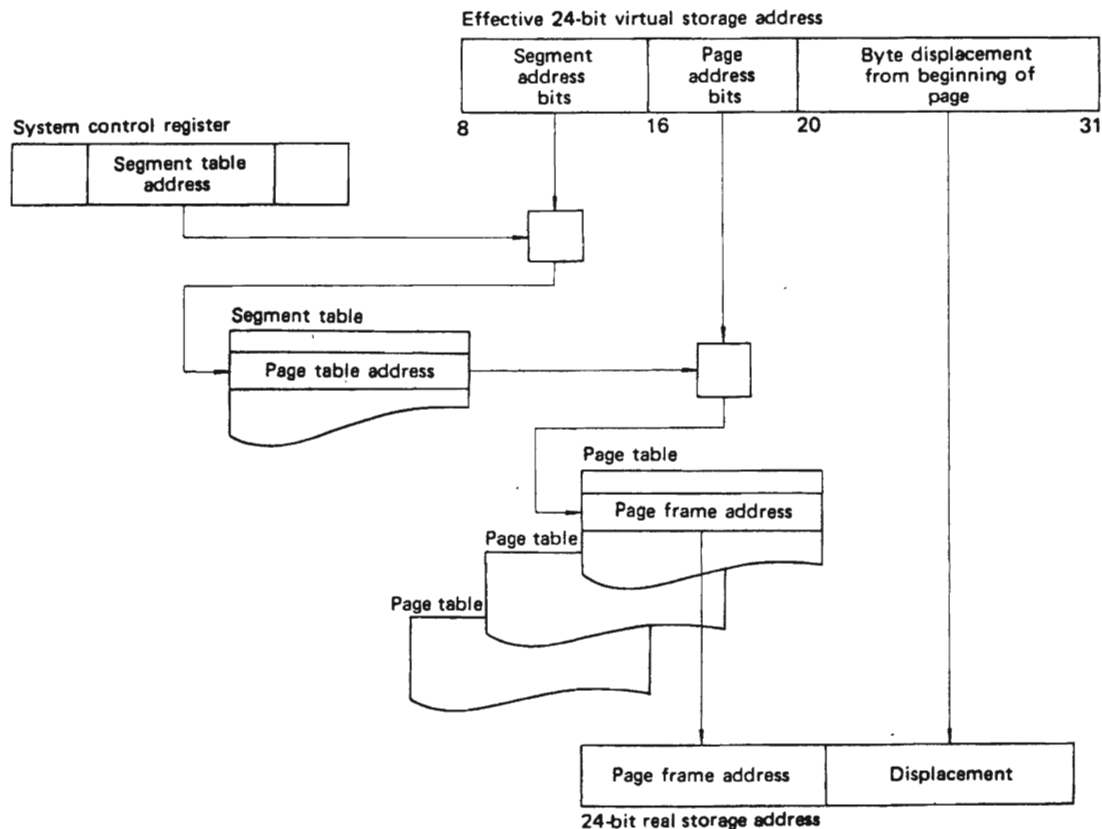 Effective 24-bit virtual storage address
Segment
address
bits
Page
address
bits
Byte displacement
from beginning of
page
8
16
20
31
System control register
Segment table
address
Segment table
Page table address
Page table
Page frame address
Page table
Page table
Page frame address
Displacement
24-bit real storage address